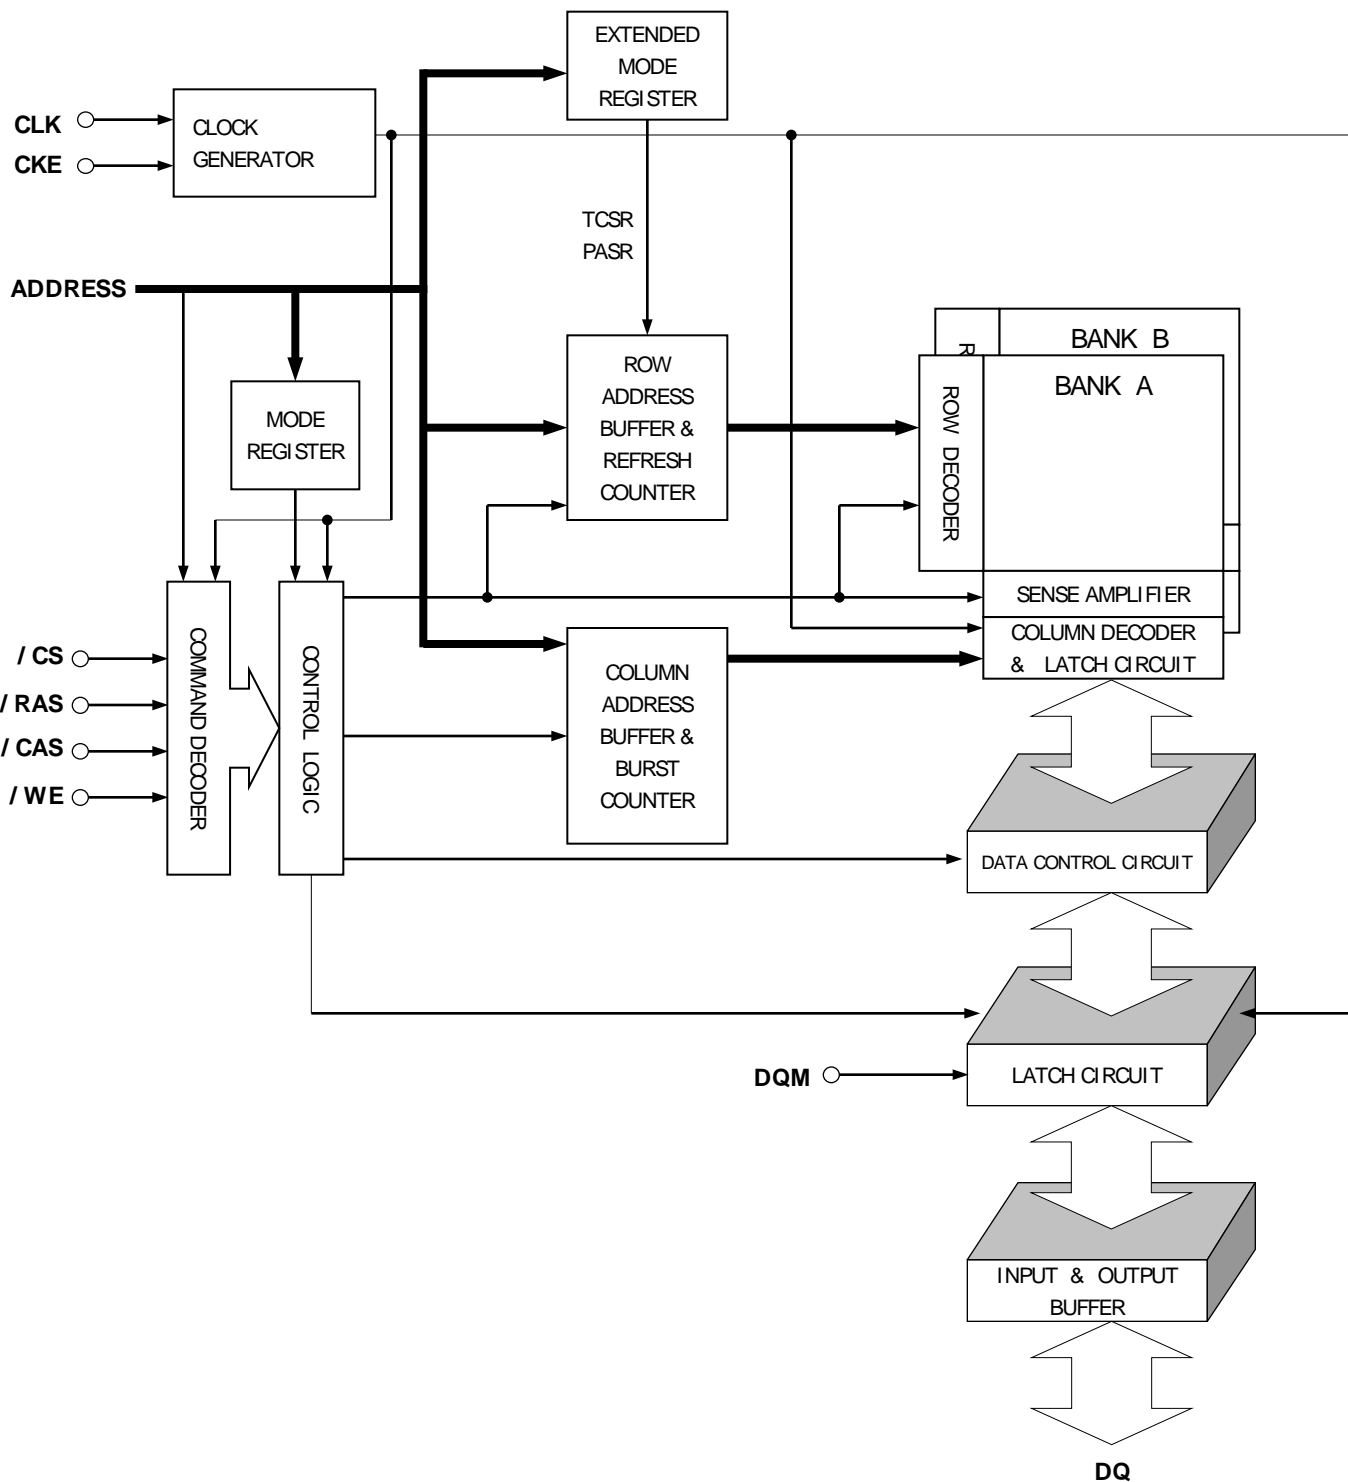 EXTENDED
MODE
REGISTER
CLK
CKE
CLOCK
GENERATOR
TCSR
PASR
ADDRESS
MODE
REGISTER
ROW
ADDRESS
BUFFER &
REFRESH
COUNTER
BANK B
R
BANK A
ROW DECODER
SENSE AMPLIFIER
COLUMN DECODER
& LATCH CIRCUIT
/ CS
/ RAS
/ CAS
/ WE
COMMAND DECODER
CONTROL LOGIC
COLUMN
ADDRESS
BUFFER &
BURST
COUNTER
DATA CONTROL CIRCUIT
DQM
LATCH CIRCUIT
INPUT & OUTPUT
BUFFER
DQ